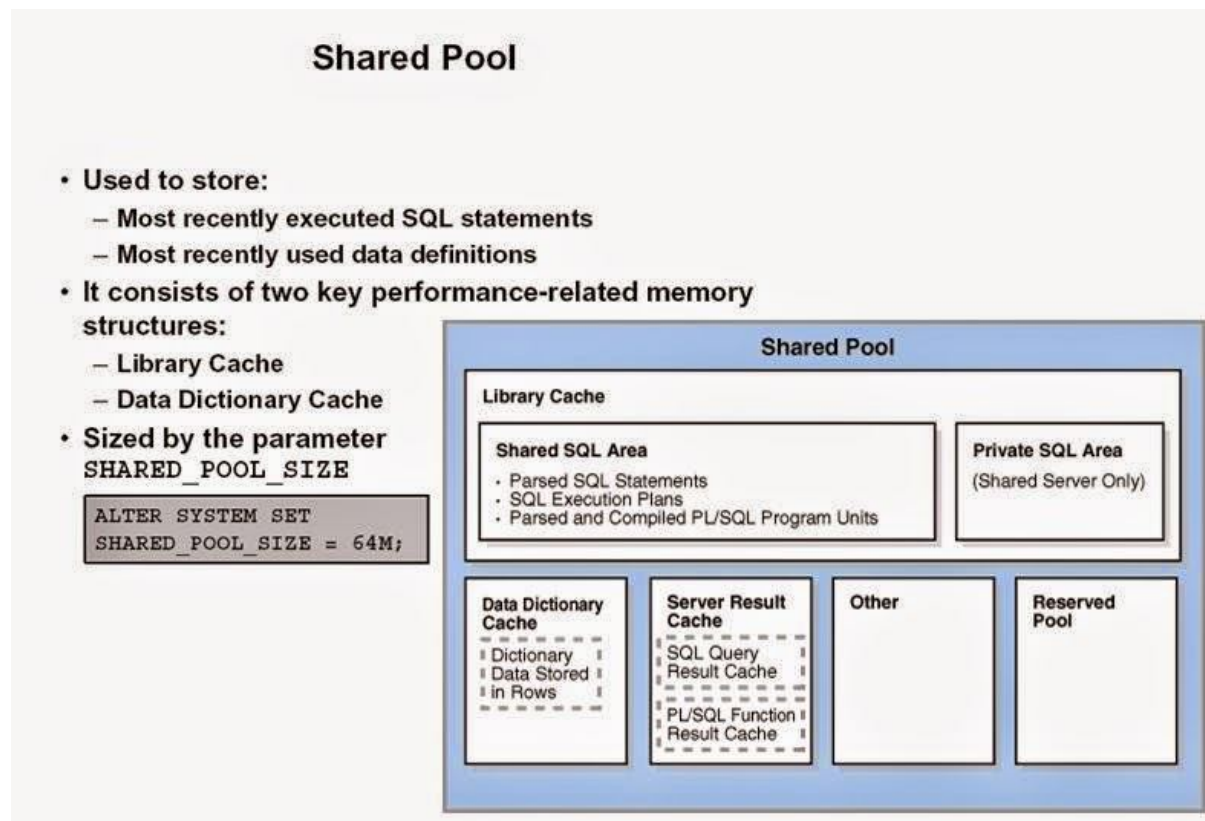 Shared Pool
• Used to store:
– Most recently executed SQL statements
– Most recently used data definitions
• It consists of two key performance-related memory
structures:
– Library Cache
– Data Dictionary Cache
• Sized by the parameter
SHARED_POOL_SIZE
ALTER SYSTEM SET
SHARED_POOL_SIZE = 64M;
Shared Pool
Library Cache
Shared SQL Area
• Parsed SQL Statements
• SQL Execution Plans
• Parsed and Compiled PL/SQL Program Units
Private SQL Area
(Shared Server Only)
Data Dictionary
Cache
Dictionary
Data Stored
in Rows
Server Result
Cache
SQL Query
Result Cache
PL/SQL Function
Result Cache
Other
Reserved
Pool